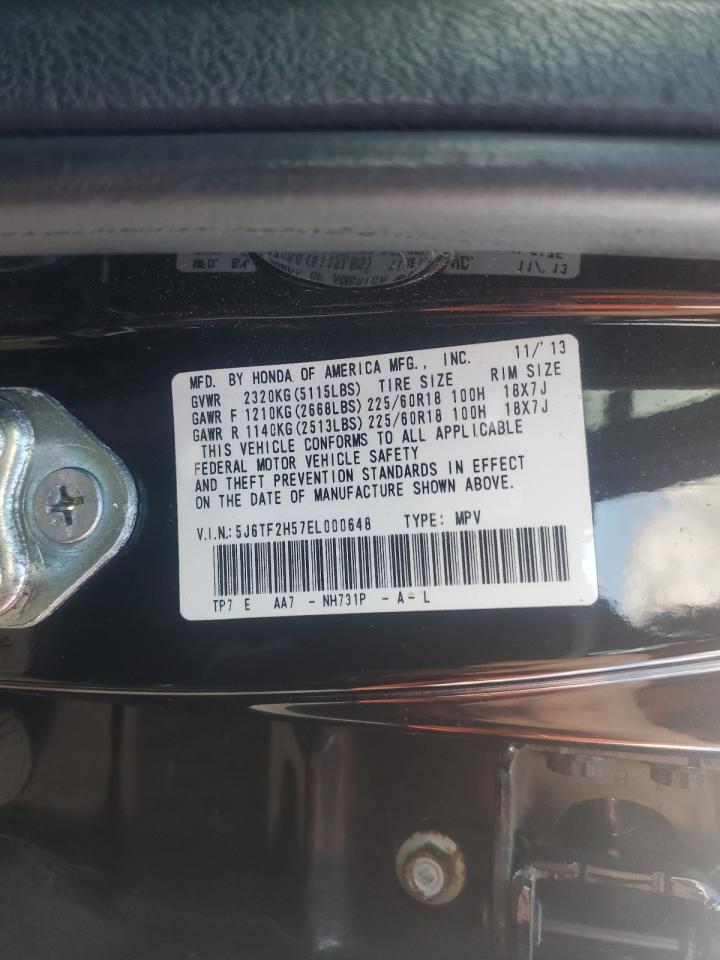 MFD. BY HONDA OF AMERICA MFG., INC. 11/'13
GVWR 2320KG(5115LBS) TIRE SIZE RIM SIZE
GAWR F 1210KG(2668LBS) 225/60R18 100H 18X7J
GAWR R 1140KG(2513LBS) 225/60R18 100H 18X7J
THIS VEHICLE CONFORMS TO ALL APPLICABLE
FEDERAL MOTOR VEHICLE SAFETY
AND THEFT PREVENTION STANDARDS IN EFFECT
ON THE DATE OF MANUFACTURE SHOWN ABOVE.
V.I.N.: 5J6TF2H57EL000648 TYPE: MPV
TP7 E AA7 - NH731P - A - L